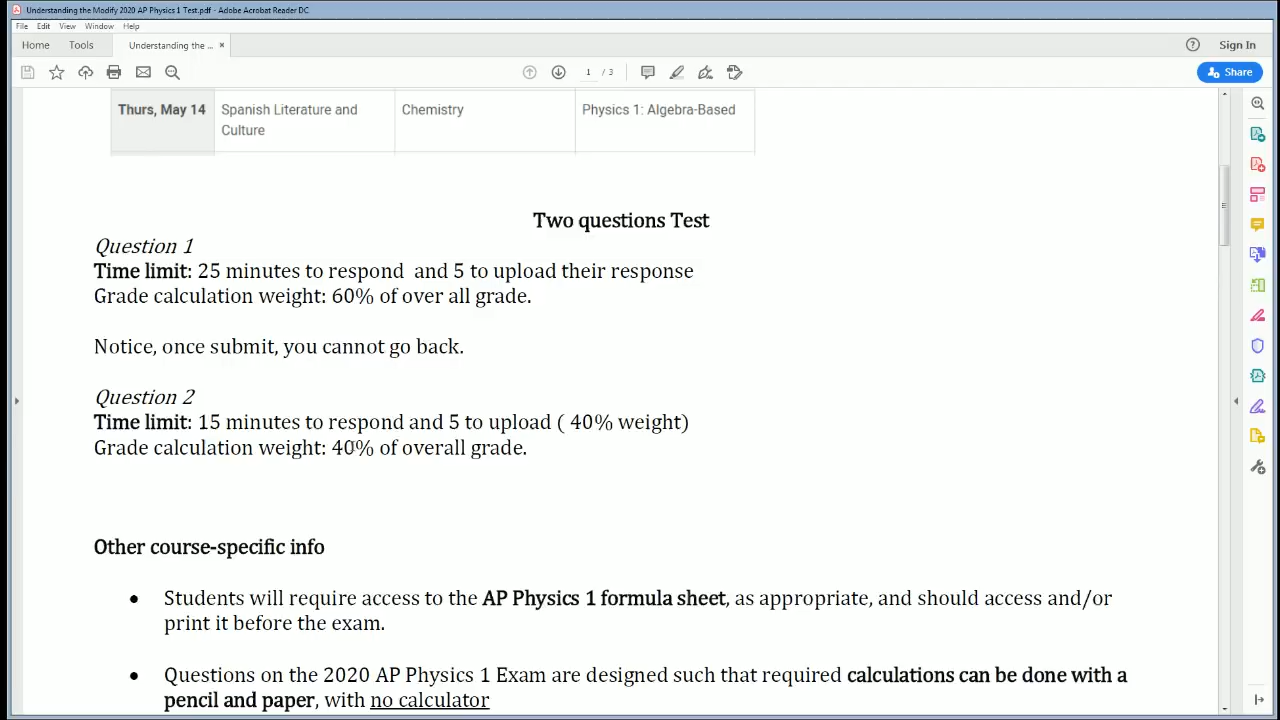 Understanding the Modify 2020 AP Physics 1 Test.pdf - Adobe Acrobat Reader DC
File Edit View Window Help
Home Tools Understanding the ... × Sign In
1 / 3 Share
Thurs, May 14 Spanish Literature and Chemistry Physics 1: Algebra-Based
Culture
Two questions Test
Question 1
Time limit: 25 minutes to respond and 5 to upload their response
Grade calculation weight: 60% of over all grade.
Notice, once submit, you cannot go back.
Question 2
Time limit: 15 minutes to respond and 5 to upload ( 40% weight)
Grade calculation weight: 40% of overall grade.
Other course-specific info
• Students will require access to the AP Physics 1 formula sheet, as appropriate, and should access and/or
print it before the exam.
• Questions on the 2020 AP Physics 1 Exam are designed such that required calculations can be done with a
pencil and paper, with no calculator